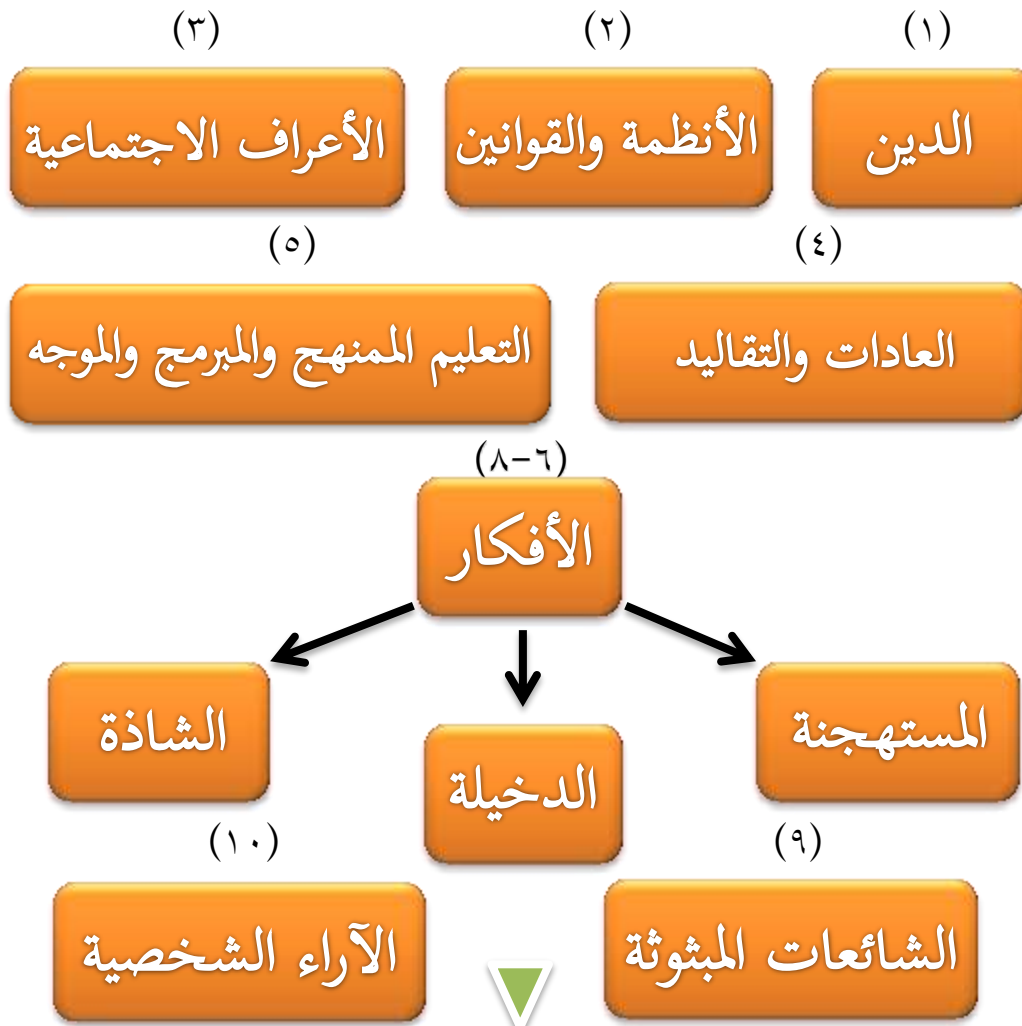 (١) (٢) (٣)
الدين الأنظمة والقوانين الأعراف الاجتماعية
(٤) (٥)
العادات والتقاليد التعليم الممنهج والمبرمج والموجه
(٦-٨)
الأفكار
المستهجنة الدخيلة الشاذة
(٩) (١٠)
الشائعات المبثوثة الآراء الشخصية